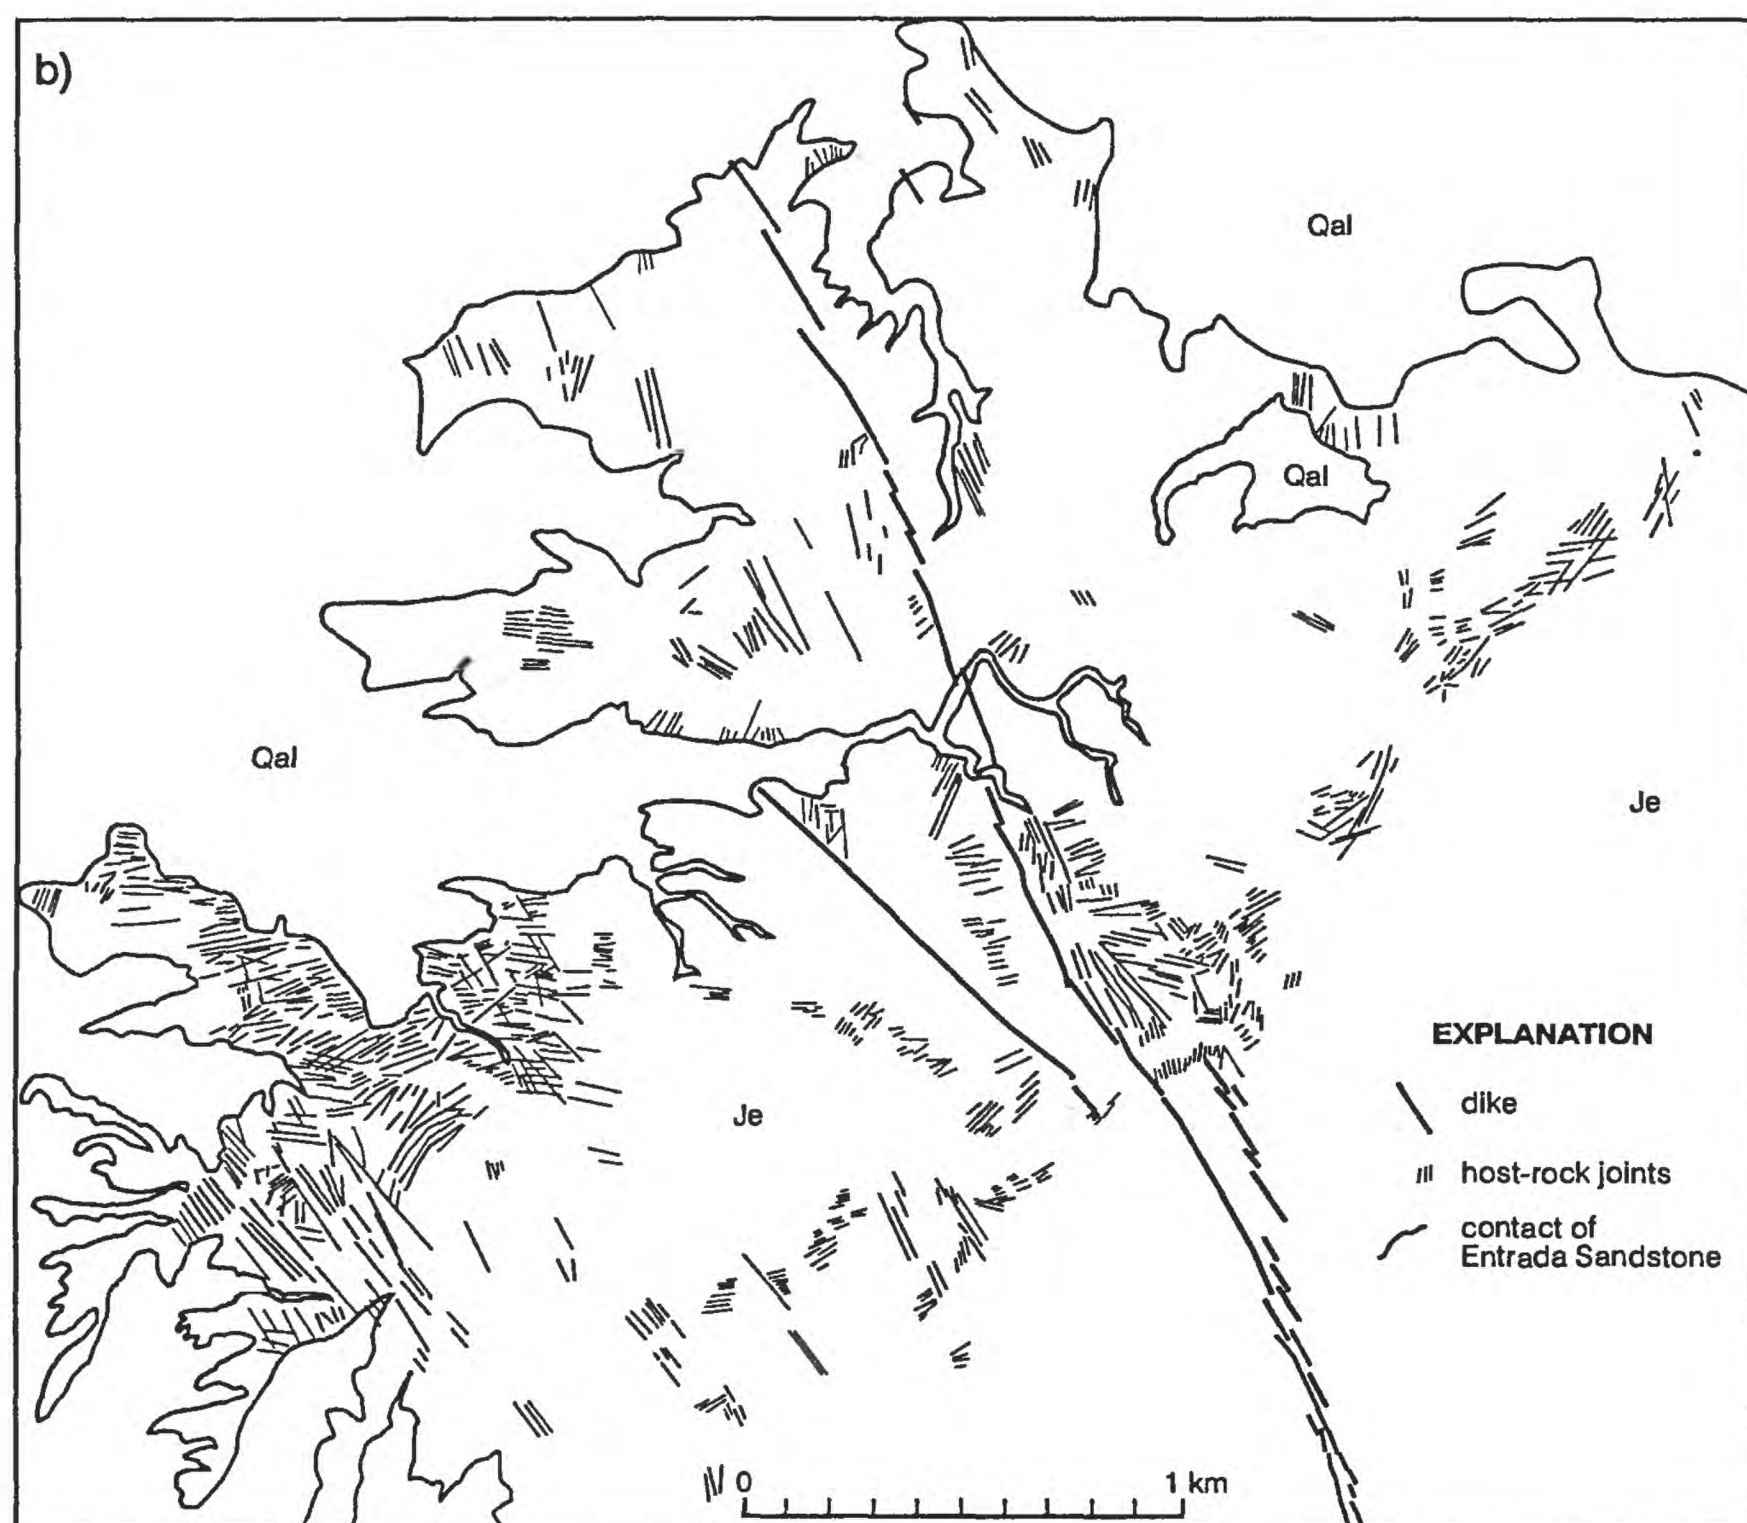 b)
Qal
Qal
Qal
Je
Je
EXPLANATION
dike
host-rock joints
contact of
Entrada Sandstone
0 1 km